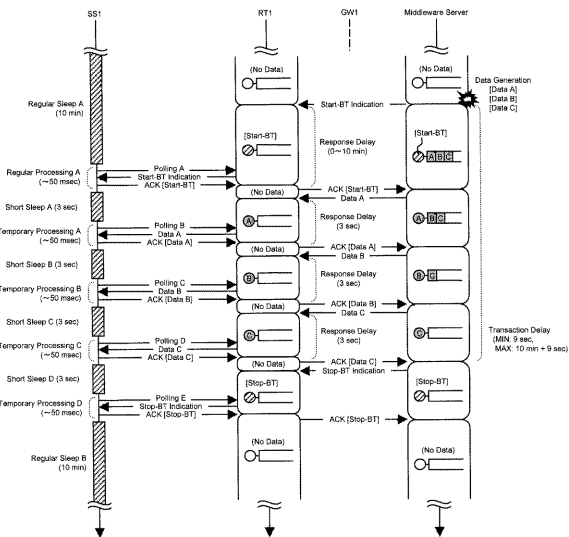 SS1 RT1 GW1 Middleware Server
(No Data) (No Data)
Data Generation
[Data A]
[Data B]
[Data C]
Regular Sleep A
(10 min)
Start-BT Indication
[Start-BT] [Start-BT]
Response Delay
(0~10 min)
A B C
Regular Processing A
(~50 msec)
Polling A
Start-BT Indication
ACK [Start-BT]
(No Data)
ACK [Start-BT]
Data A
Short Sleep A (3 sec)
A
Response Delay
(3 sec)
A B C
Temporary Processing A
(~50 msec)
Polling B
Data A
ACK [Data A]
(No Data)
ACK [Data A]
Data B
Short Sleep B (3 sec)
B
Response Delay
(3 sec)
B C
Temporary Processing B
(~50 msec)
Polling C
Data B
ACK [Data B]
(No Data)
ACK [Data B]
Data C
Short Sleep C (3 sec)
C
Response Delay
(3 sec)
C
Transaction Delay
(MIN: 9 sec,
MAX: 10 min + 9 sec)
Temporary Processing C
(~50 msec)
Polling D
Data C
ACK [Data C]
(No Data)
ACK [Data C]
Stop-BT Indication
Short Sleep D (3 sec)
[Stop-BT] [Stop-BT]
Temporary Processing D
(~50 msec)
Polling E
Stop-BT Indication
ACK [Stop-BT]
ACK [Stop-BT]
Regular Sleep B
(10 min)
(No Data) (No Data)